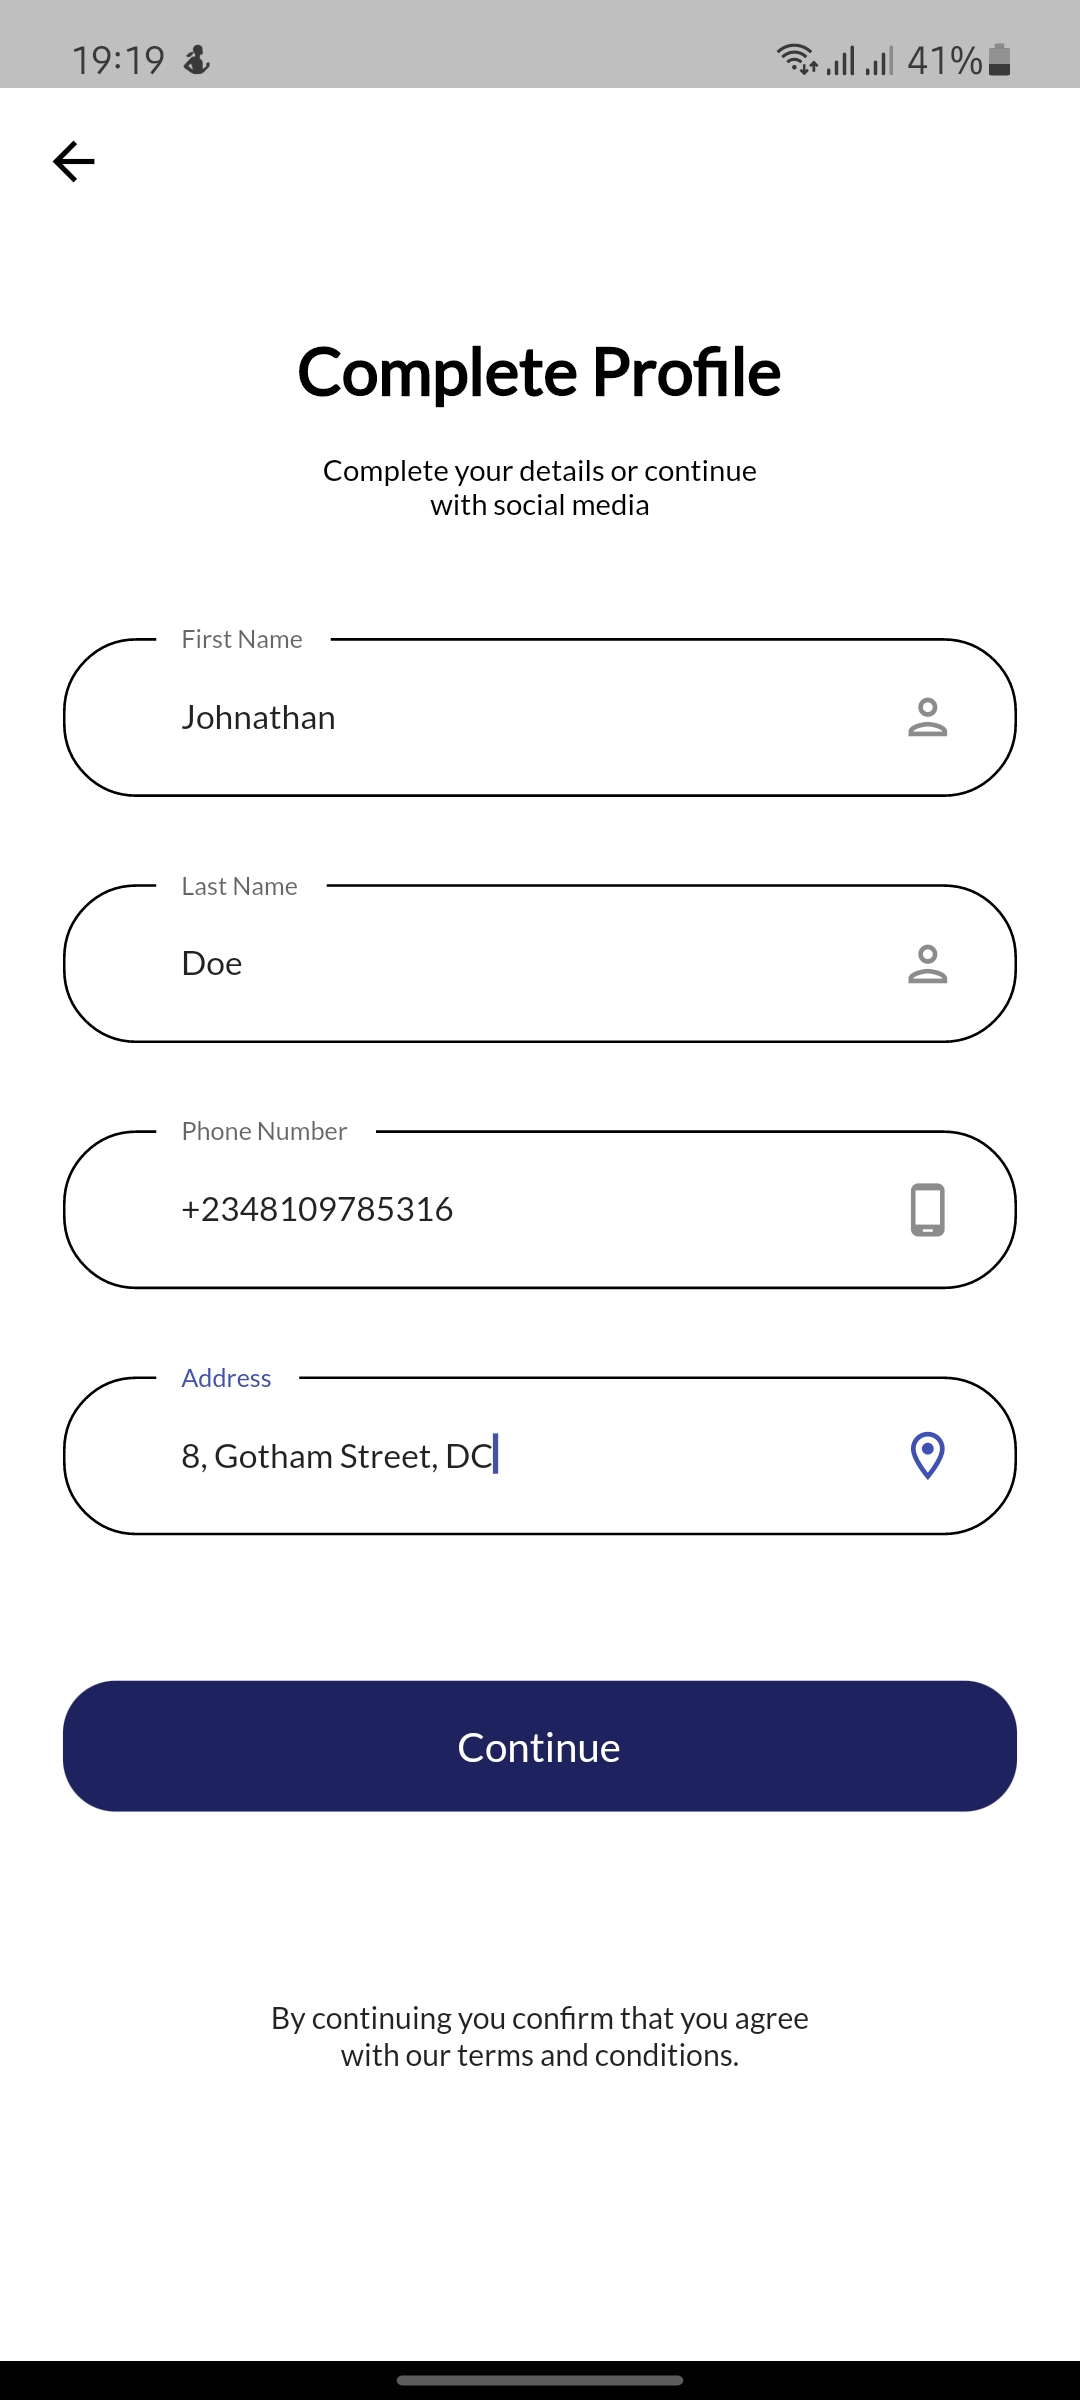 19:19 41%
Complete Profile
Complete your details or continue
with social media
First Name
Johnathan
Last Name
Doe
Phone Number
+2348109785316
Address
8, Gotham Street, DC
Continue
By continuing you confirm that you agree
with our terms and conditions.